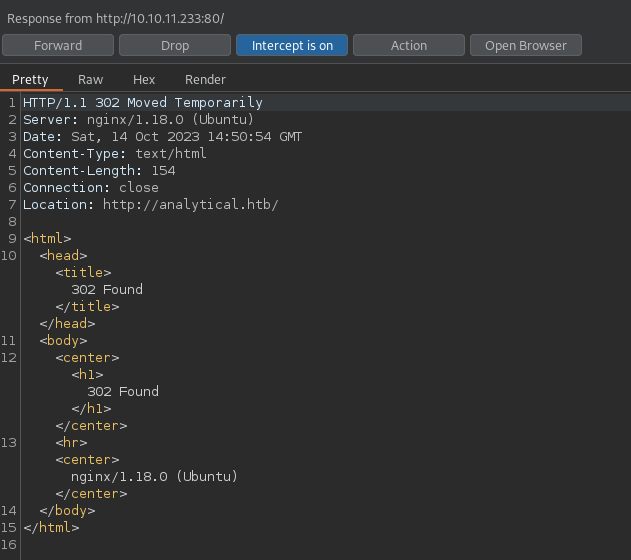 Response from http://10.10.11.233:80/
Forward Drop Intercept is on Action Open Browser
Pretty Raw Hex Render
1 HTTP/1.1 302 Moved Temporarily
2 Server: nginx/1.18.0 (Ubuntu)
3 Date: Sat, 14 Oct 2023 14:50:54 GMT
4 Content-Type: text/html
5 Content-Length: 154
6 Connection: close
7 Location: http://analytical.htb/
8
9 <html>
10 <head>
<title>
302 Found
</title>
</head>
11 <body>
12 <center>
<h1>
302 Found
</h1>
</center>
13 <hr>
<center>
nginx/1.18.0 (Ubuntu)
</center>
14 </body>
15 </html>
16